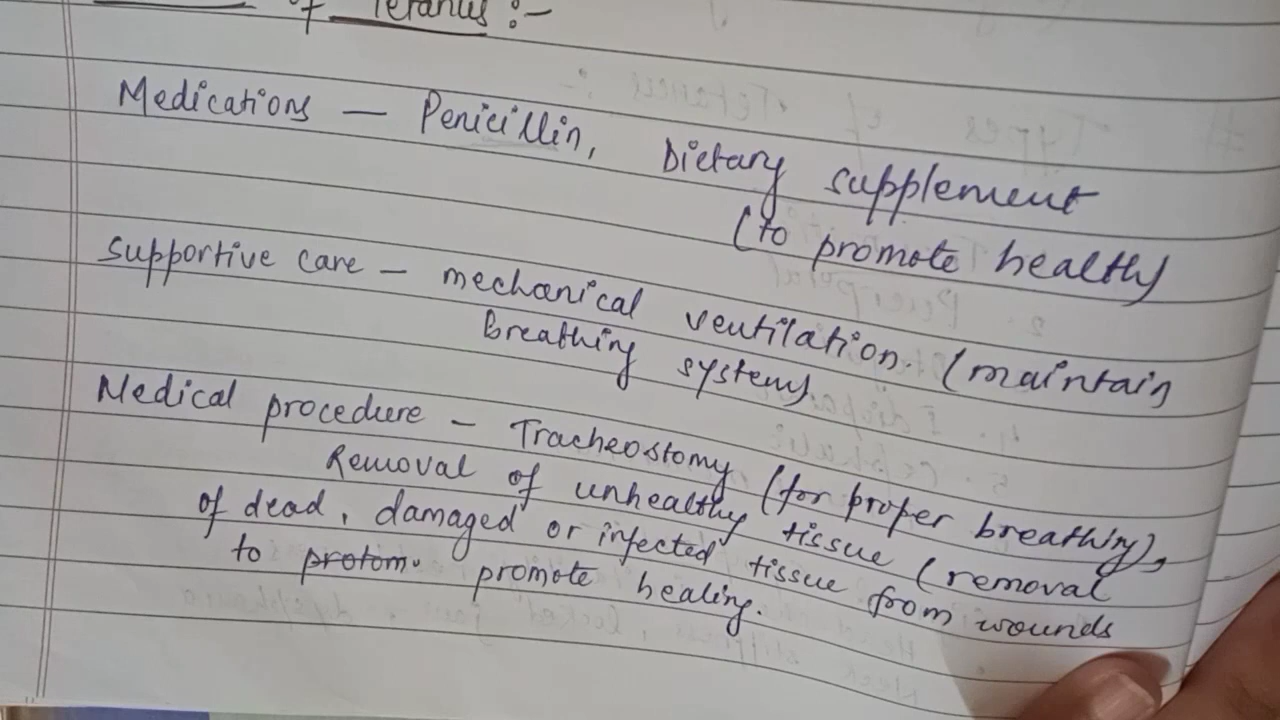 of Tetanus :-
Medications — Penicillin, Dietary supplement
(to promote healthy
Supportive care - mechanical ventilation. (maintain
Breathing system)
Medical procedure - Tracheostomy (for proper breathing),
Removal of unhealthy tissue (removal
of dead, damaged or infected tissue from wounds
to protom. promote healing.